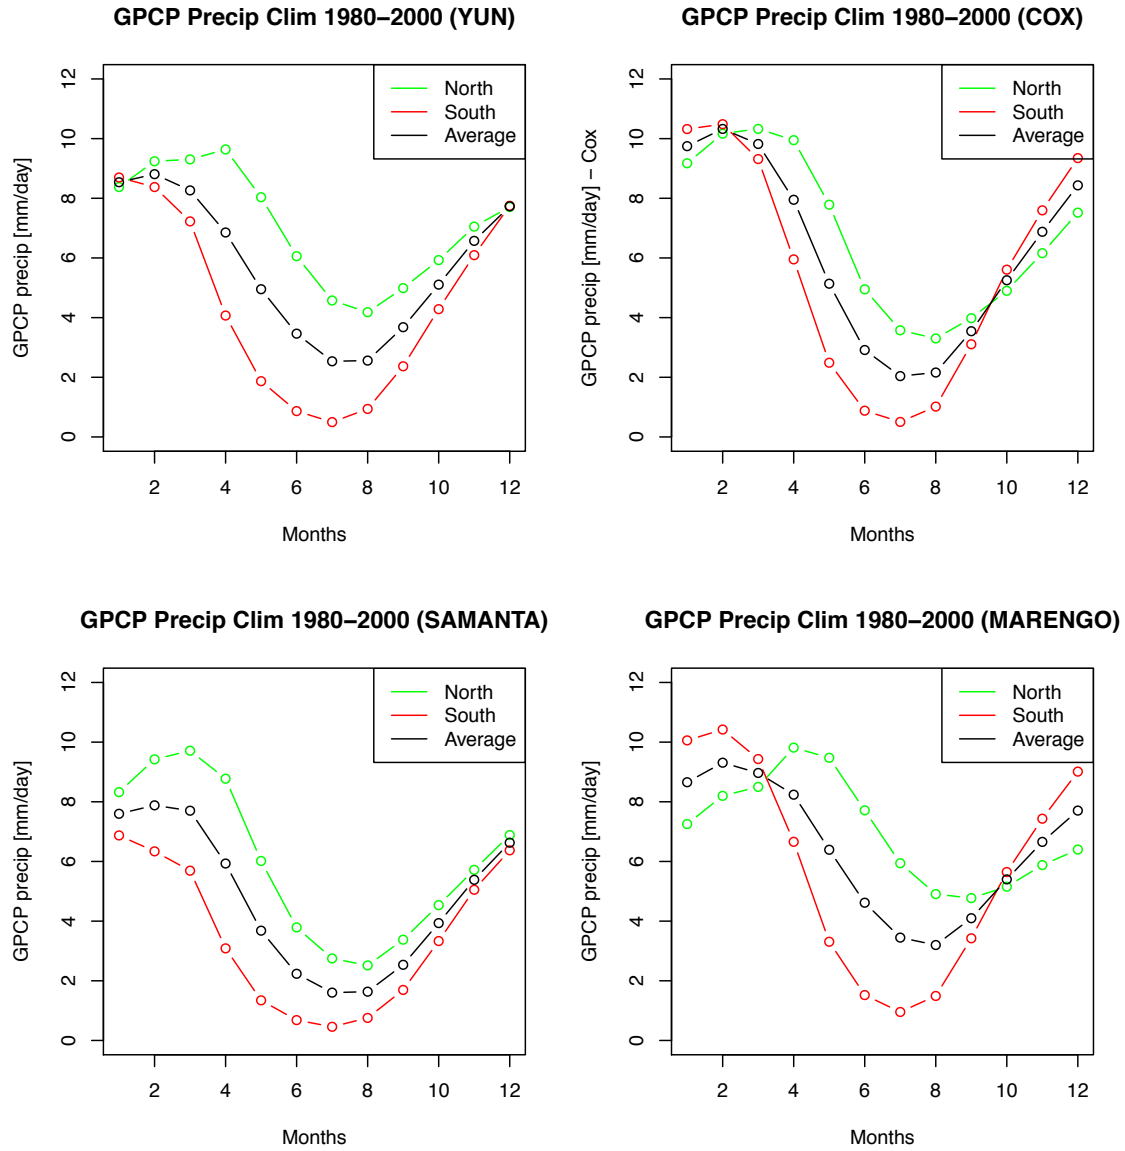 GPCP Precip Clim 1980−2000 (YUN)
GPCP precip [mm/day]
12
10
8
6
4
2
0
North
South
Average
2 4 6 8 10 12
Months
GPCP Precip Clim 1980−2000 (COX)
GPCP precip [mm/day] − Cox
12
10
8
6
4
2
0
North
South
Average
2 4 6 8 10 12
Months
GPCP Precip Clim 1980−2000 (SAMANTA)
GPCP precip [mm/day]
12
10
8
6
4
2
0
North
South
Average
2 4 6 8 10 12
Months
GPCP Precip Clim 1980−2000 (MARENGO)
GPCP precip [mm/day]
12
10
8
6
4
2
0
North
South
Average
2 4 6 8 10 12
Months